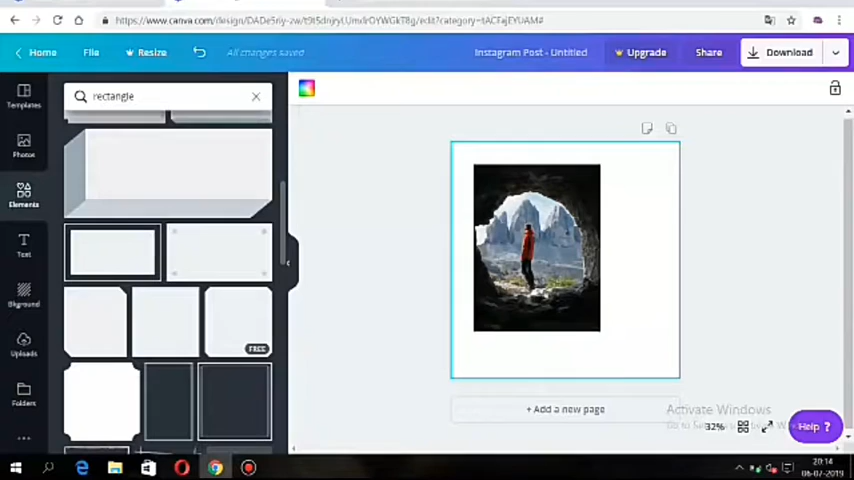 Home
File
Resize
All changes saved
Instagram Post - Untitled
Upgrade
Share
Download
Templates
rectangle
Photos
Elements
Text
Bkground
FREE
Uploads
Folders
+ Add a new page
Activate Windows
32%
Help ?
20:14
06-07-2019